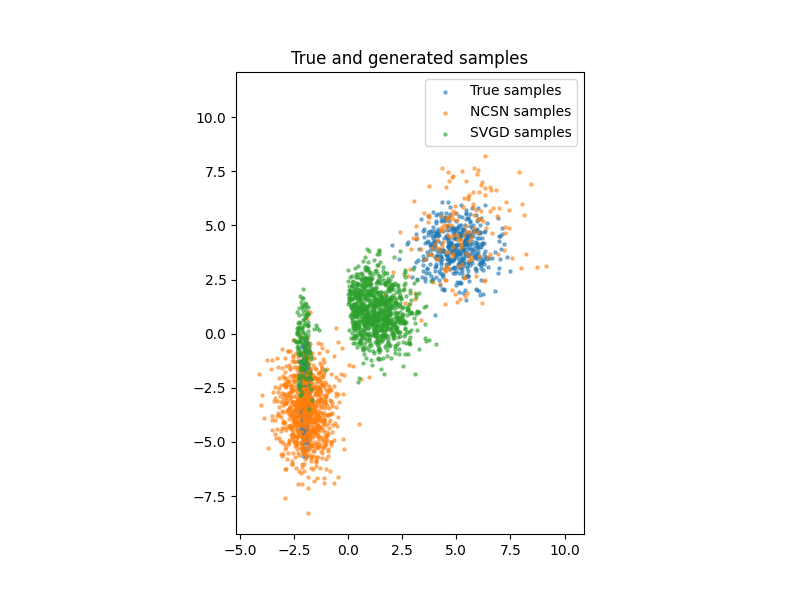 True and generated samples
True samples
NCSN samples
SVGD samples
10.0
7.5
5.0
2.5
0.0
−2.5
−5.0
−7.5
−5.0 −2.5 0.0 2.5 5.0 7.5 10.0